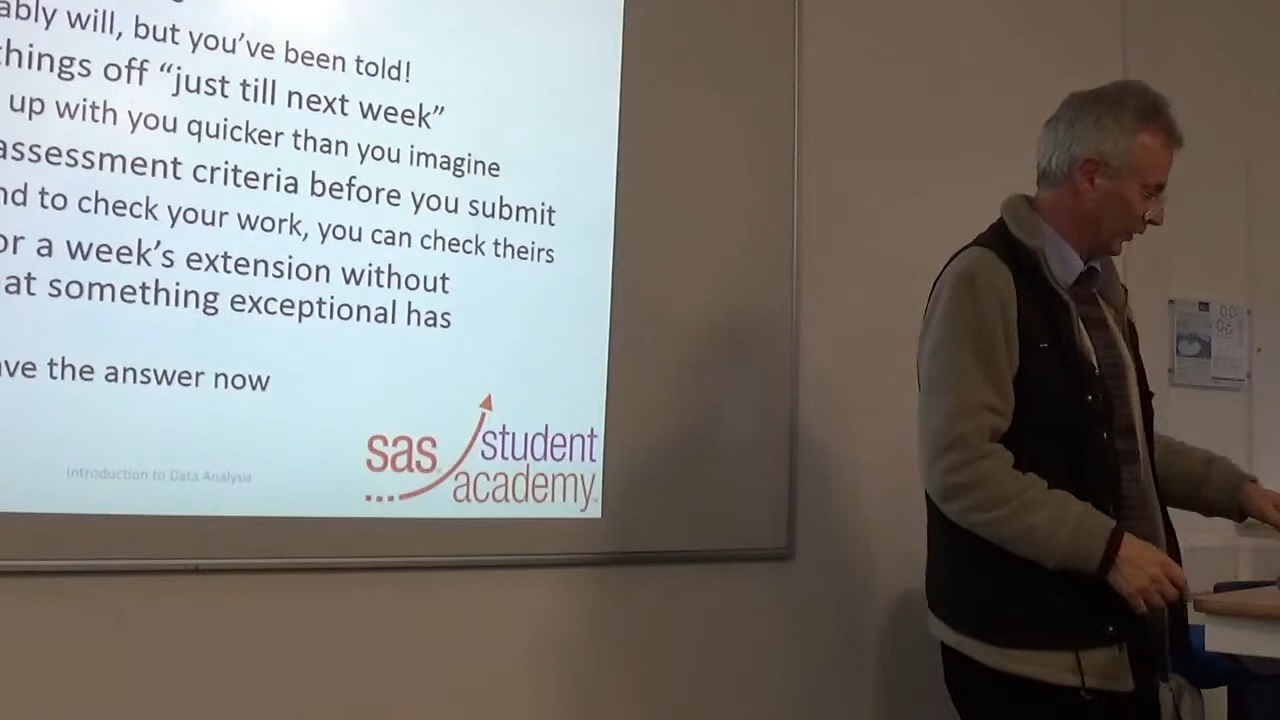 ably will, but you've been told!
things off “just till next week”
up with you quicker than you imagine
assessment criteria before you submit
nd to check your work, you can check theirs
or a week's extension without
at something exceptional has
ave the answer now
Introduction to Data Analysis
sas student
academy